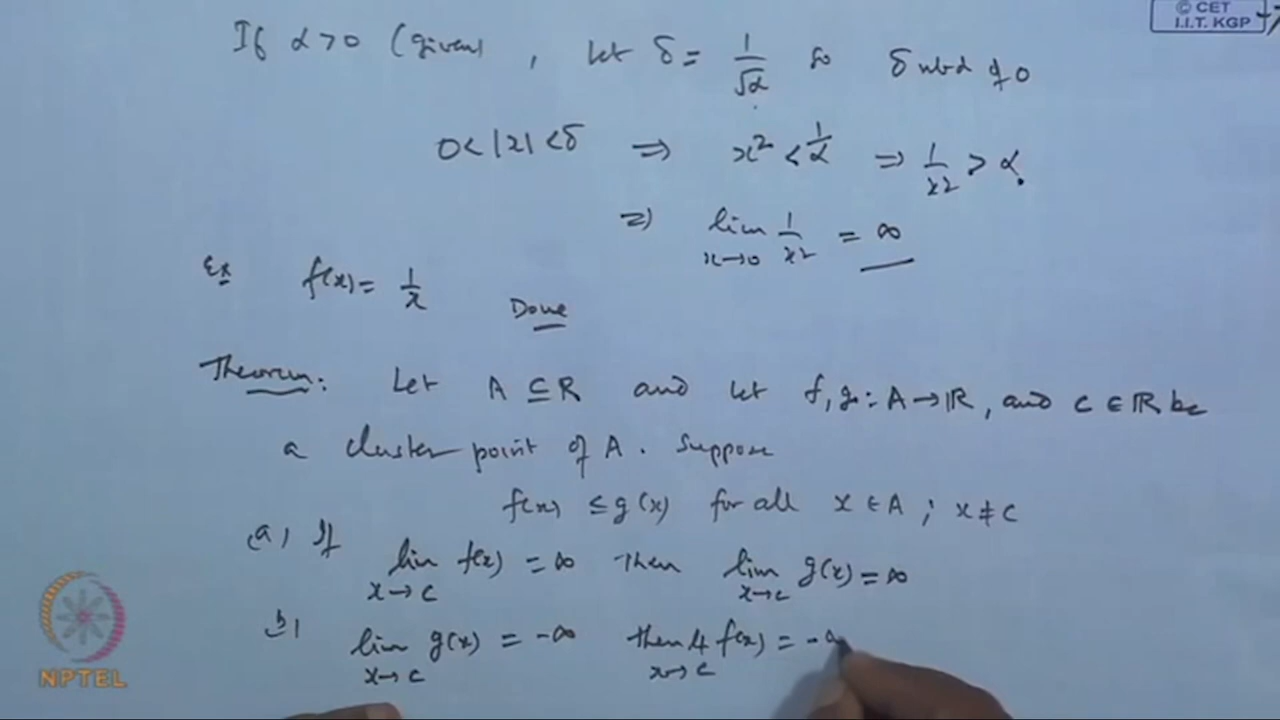 © CET
I.I.T. KGP
If α>0 (given) , let δ = 1/√α so δ nbd of 0
0<|x|<δ ⇒ x² < 1/α ⇒ 1/x² > α.
⇒ lim x→0 1/x² = ∞
Ex f(x) = 1/x Done
Theorem: Let A ⊆ R and let f, g : A → ℝ, and c ∈ ℝ be
a cluster point of A. Suppose
f(x) ≤ g(x) for all x ∈ A ; x ≠ c
(a) If lim x→c f(x) = ∞ then lim x→c g(x) = ∞
b) lim x→c g(x) = -∞ then lt x→c f(x) = -∞
NPTEL